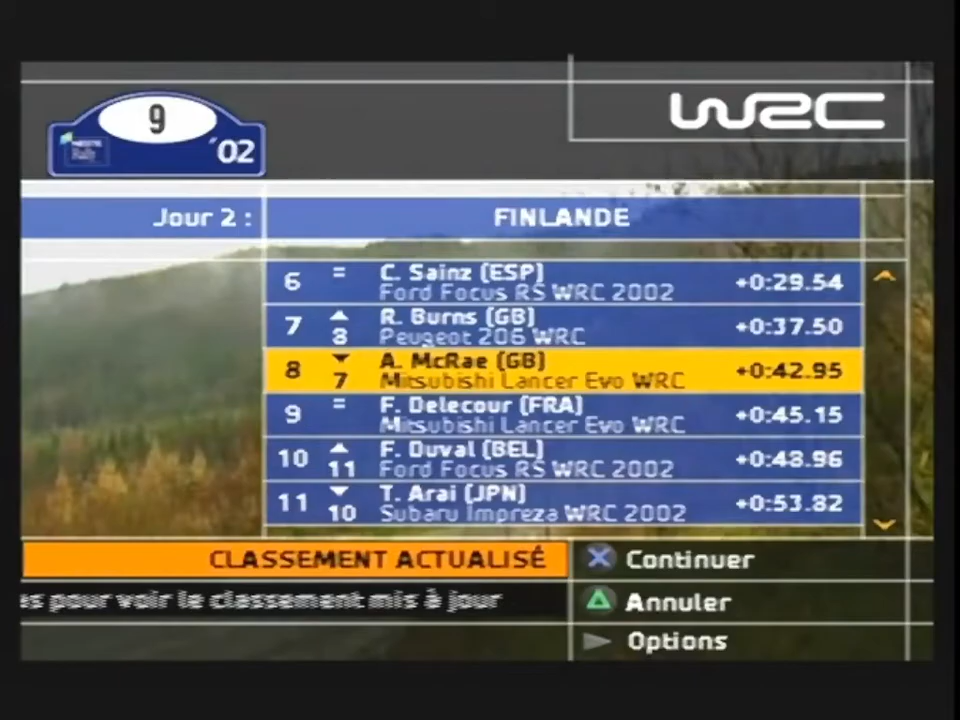 9
NESTE
Rally
'02
WRC
Jour 2 :
FINLANDE
6 = C. Sainz (ESP) +0:29.54
Ford Focus RS WRC 2002
7 8 R. Burns (GB) +0:37.50
Peugeot 206 WRC
8 7 A. McRae (GB) +0:42.95
Mitsubishi Lancer Evo WRC
9 = F. Delecour (FRA) +0:45.15
Mitsubishi Lancer Evo WRC
10 11 F. Duval (BEL) +0:48.96
Ford Focus RS WRC 2002
11 10 T. Arai (JPN) +0:53.82
Subaru Impreza WRC 2002
CLASSEMENT ACTUALISÉ
Continuer
es pour voir le classement mis à jour
Annuler
Options